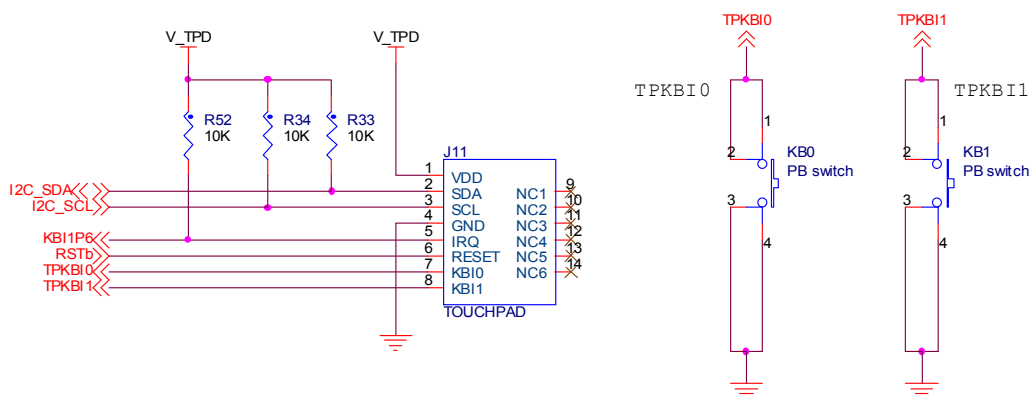 V_TPD
V_TPD
R52
10K
R34
10K
R33
10K
J11
I2C_SDA
I2C_SCL
KBI1P6
RSTb
TPKBI0
TPKBI1
1
2
3
4
5
6
7
8
VDD
SDA
SCL
GND
IRQ
RESET
KBI0
KBI1
NC1
NC2
NC3
NC4
NC5
NC6
9
10
11
12
13
14
TOUCHPAD
TPKBI0
TPKBI0
1
2
3
4
KB0
PB switch
TPKBI1
TPKBI1
1
2
3
4
KB1
PB switch